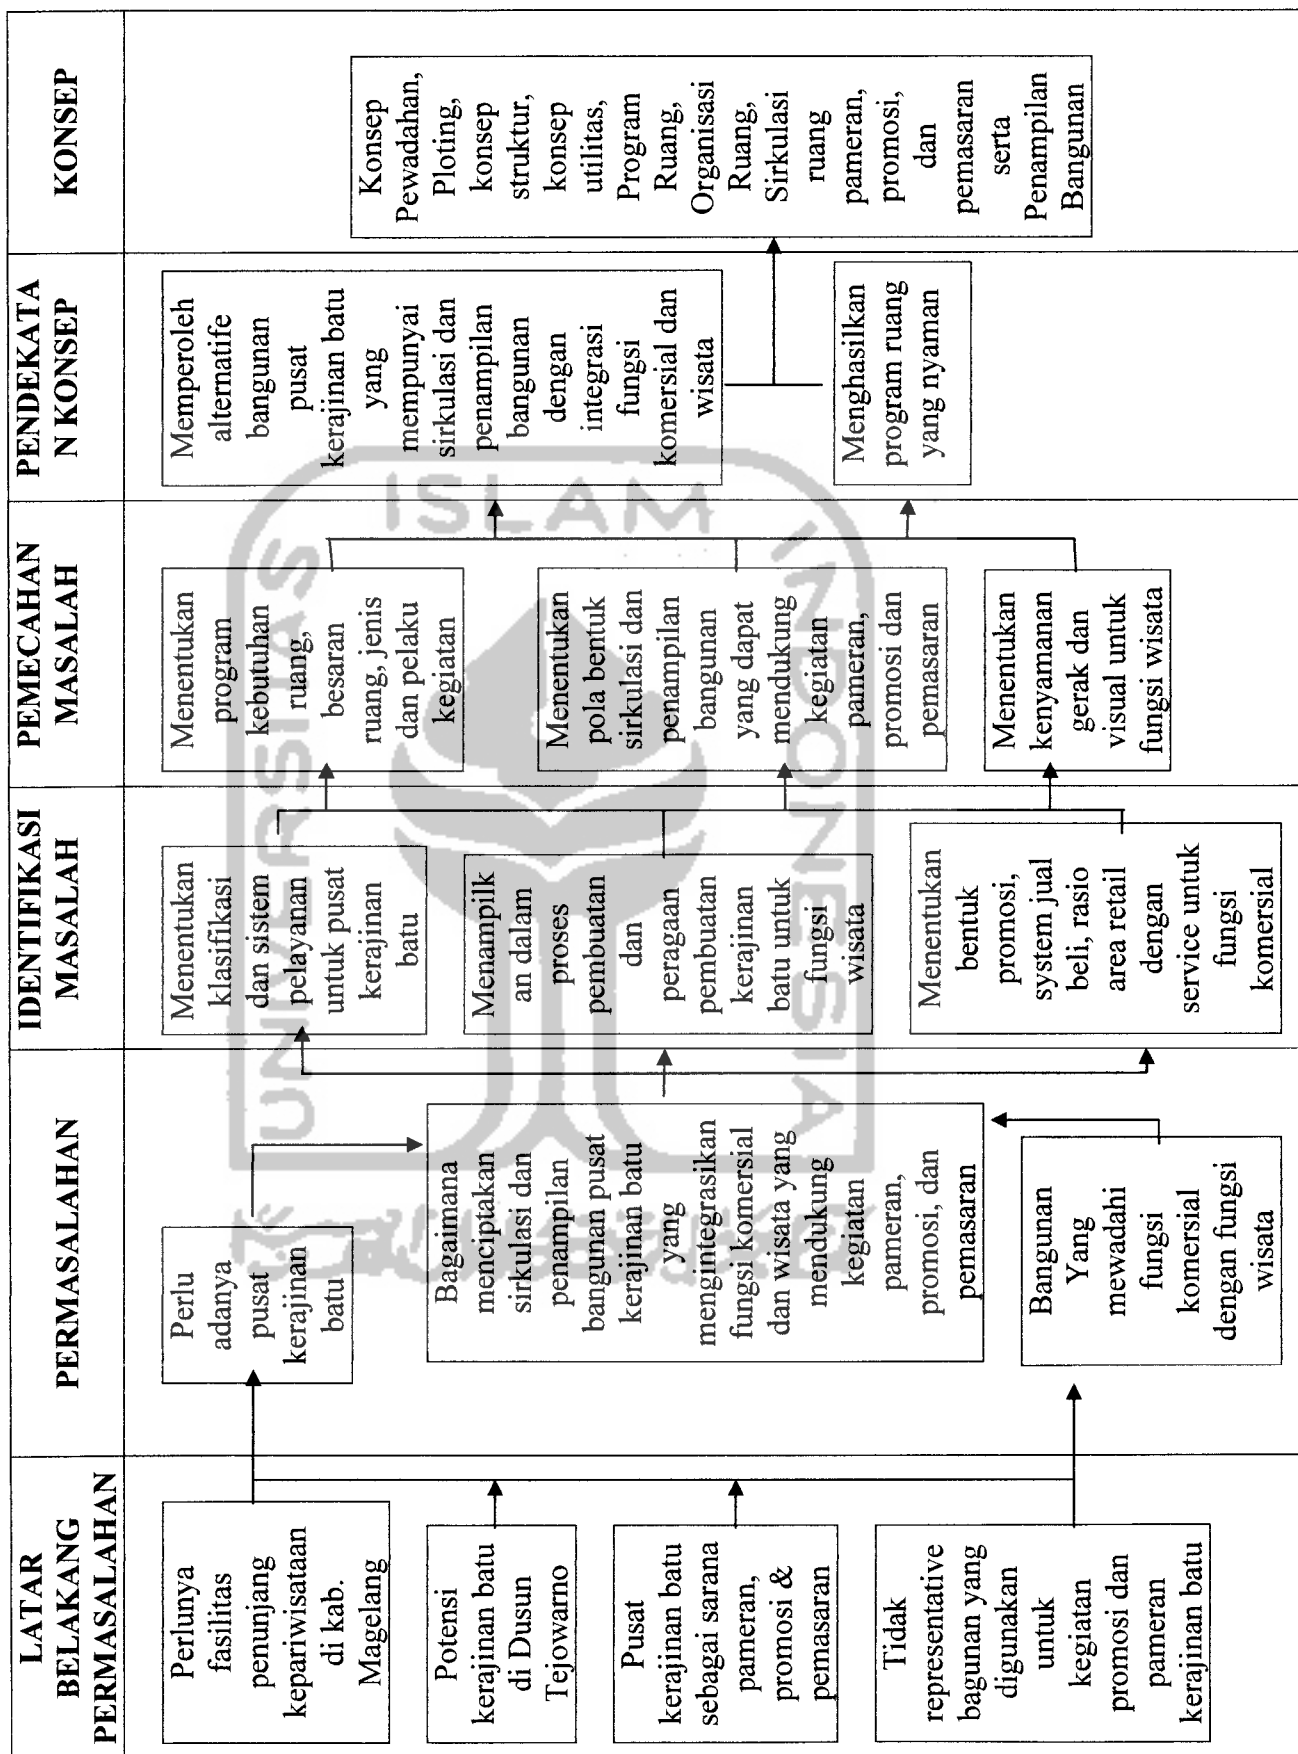 LATAR
BELAKANG
PERMASALAHAN
PERMASALAHAN
IDENTIFIKASI
MASALAH
PEMECAHAN
MASALAH
PENDEKATA
N KONSEP
KONSEP
Perlunya
fasilitas
penunjang
kepariwisataan
di kab.
Magelang
Potensi
kerajinan batu
di Dusun
Tejowarno
Pusat
kerajinan batu
sebagai sarana
pameran,
promosi &
pemasaran
Tidak
representative
bagunan yang
digunakan
untuk
kegiatan
promosi dan
pameran
kerajinan batu
Perlu
adanya
pusat
kerajinan
batu
Bagaimana
menciptakan
sirkulasi dan
penampilan
bangunan pusat
kerajinan batu
yang
mengintegrasikan
fungsi komersial
dan wisata yang
mendukung
kegiatan
pameran,
promosi, dan
pemasaran
Bangunan
Yang
mewadahi
fungsi
komersial
dengan fungsi
wisata
Menentukan
klasifikasi
dan sistem
pelayanan
untuk pusat
kerajinan
batu
Menampilk
an dalam
proses
pembuatan
dan
peragaan
pembuatan
kerajinan
batu untuk
fungsi
wisata
Menentukan
bentuk
promosi,
system jual
beli, rasio
area retail
dengan
service untuk
fungsi
komersial
Menentukan
program
kebutuhan
ruang,
besaran
ruang, jenis
dan pelaku
kegiatan
Menentukan
pola bentuk
sirkulasi dan
penampilan
bangunan
yang dapat
mendukung
kegiatan
pameran,
promosi dan
pemasaran
Menentukan
kenyamanan
gerak dan
visual untuk
fungsi wisata
Memperoleh
alternatife
bangunan
pusat
kerajinan batu
yang
mempunyai
sirkulasi dan
penampilan
bangunan
dengan
integrasi
fungsi
komersial dan
wisata
Menghasilkan
program ruang
yang nyaman
Konsep
Pewadahan,
Ploting,
konsep
struktur,
konsep
utilitas,
Program
Ruang,
Organisasi
Ruang,
Sirkulasi
ruang
pameran,
promosi,
dan
pemasaran
serta
Penampilan
Bangunan
UNIVERSITAS
ISLAM
INDONESIA